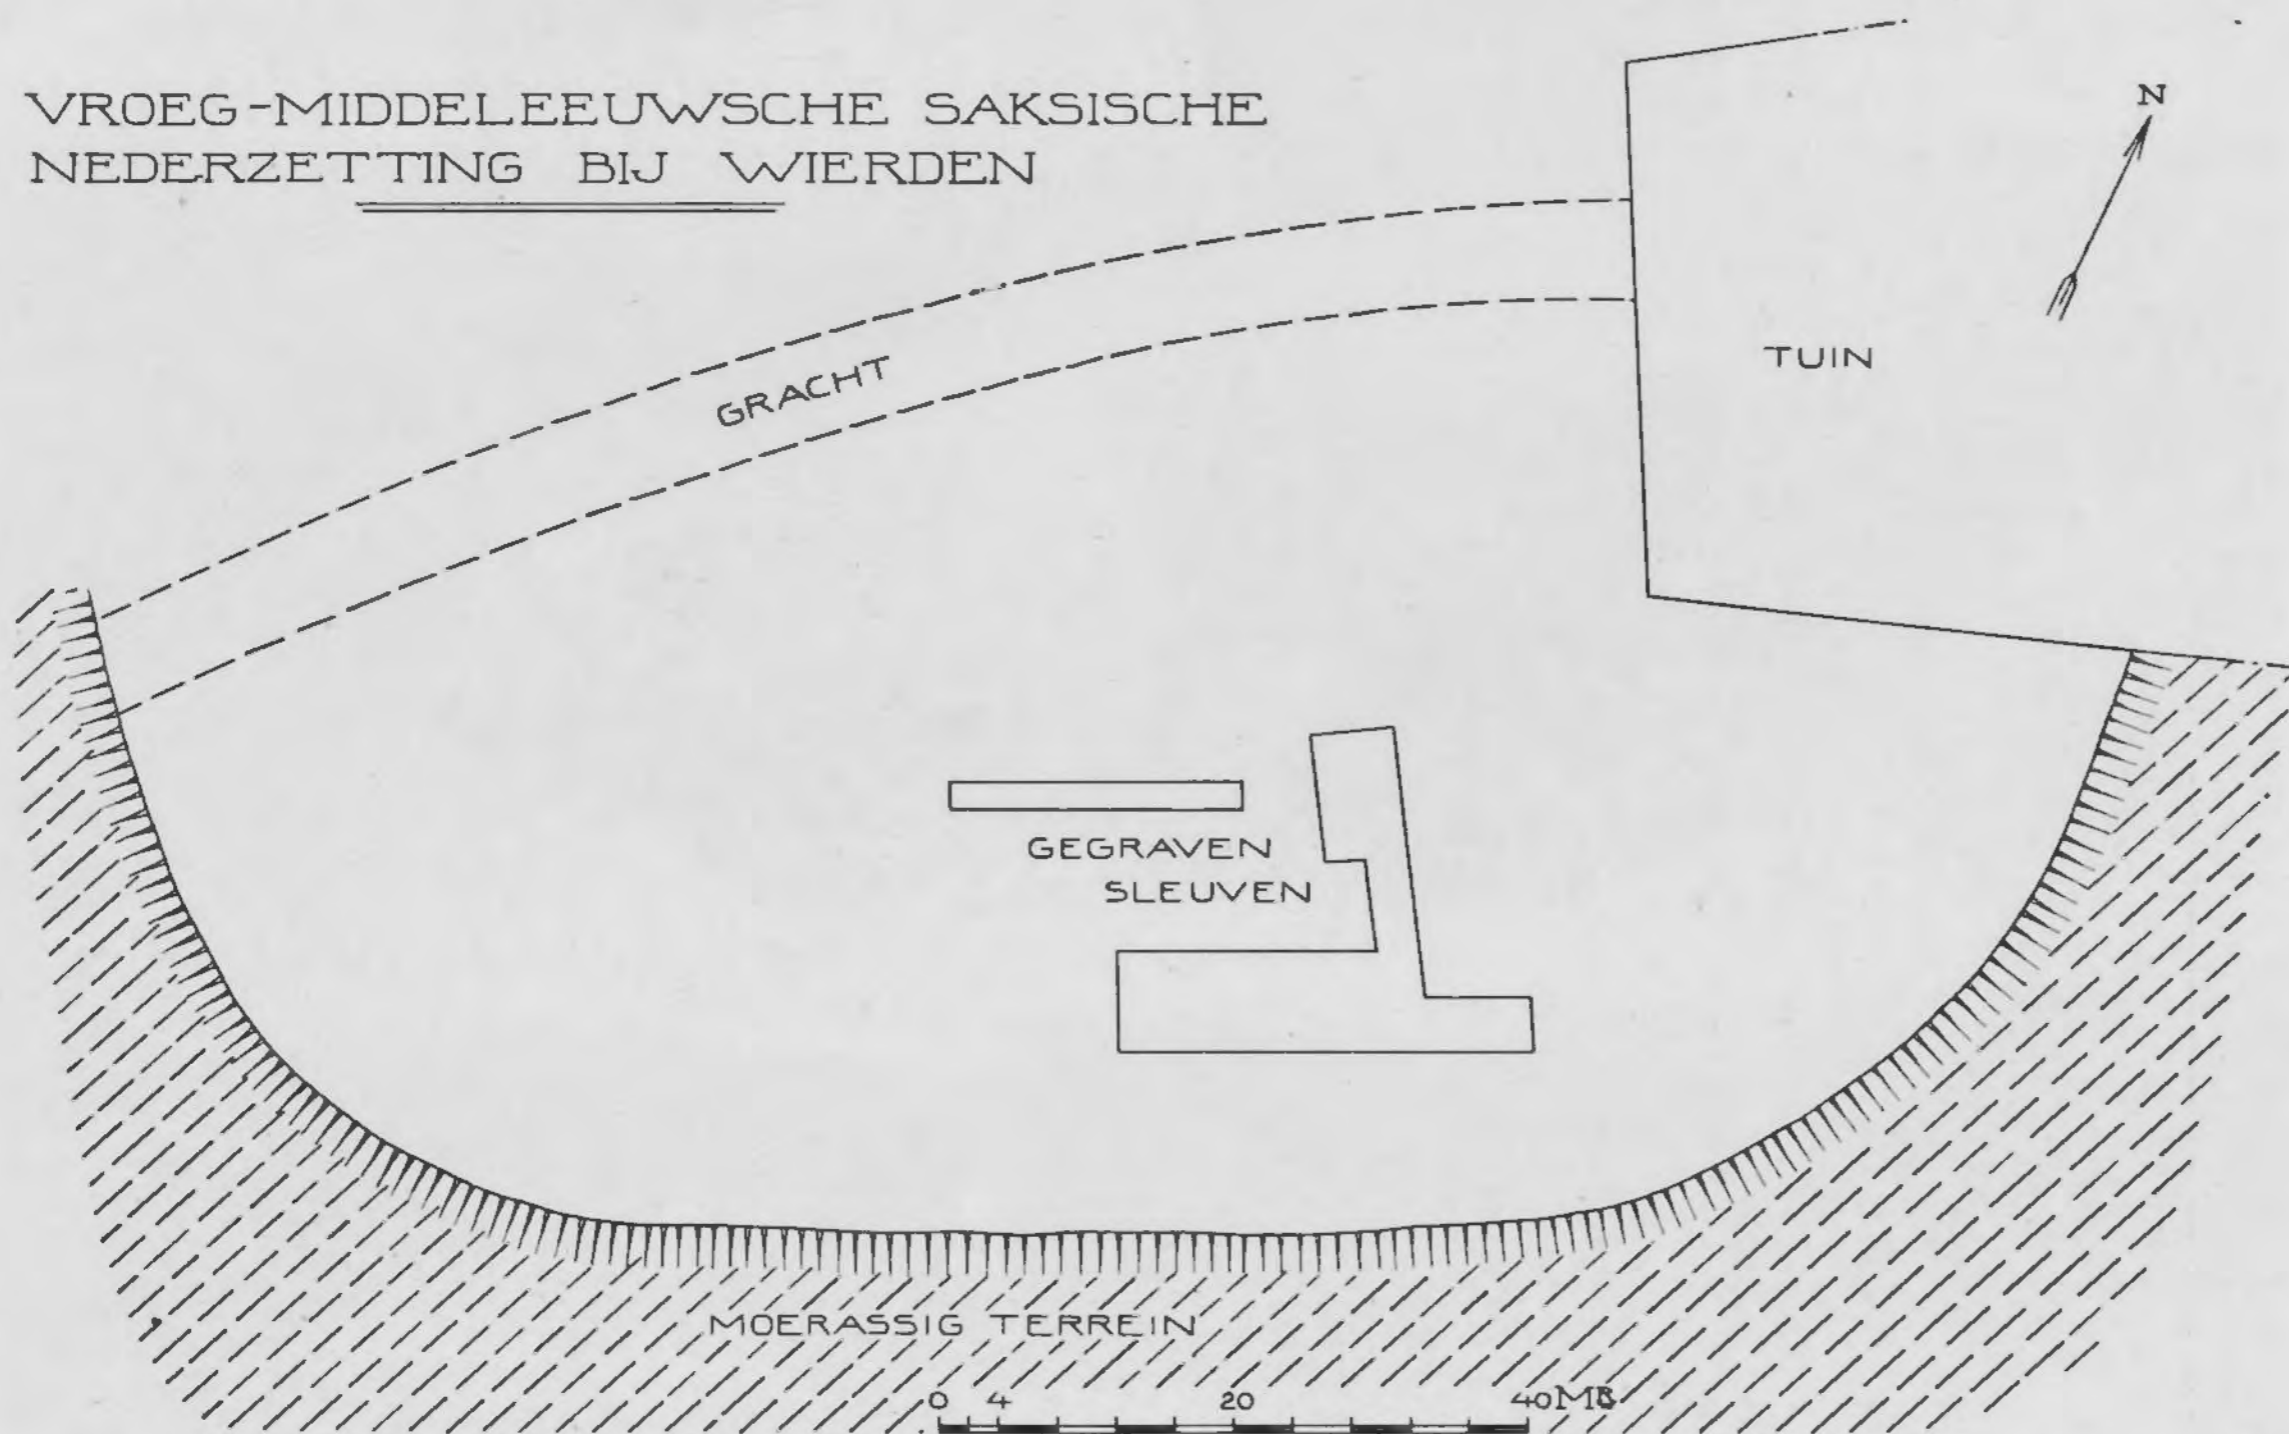 VROEG-MIDDELEEUWSCHE SAKSISCHE
NEDERZETTING BIJ WIERDEN
N
TUIN
GRACHT
GEGRAVEN
SLEUVEN
MOERASSIG TERREIN
0 4 20 40